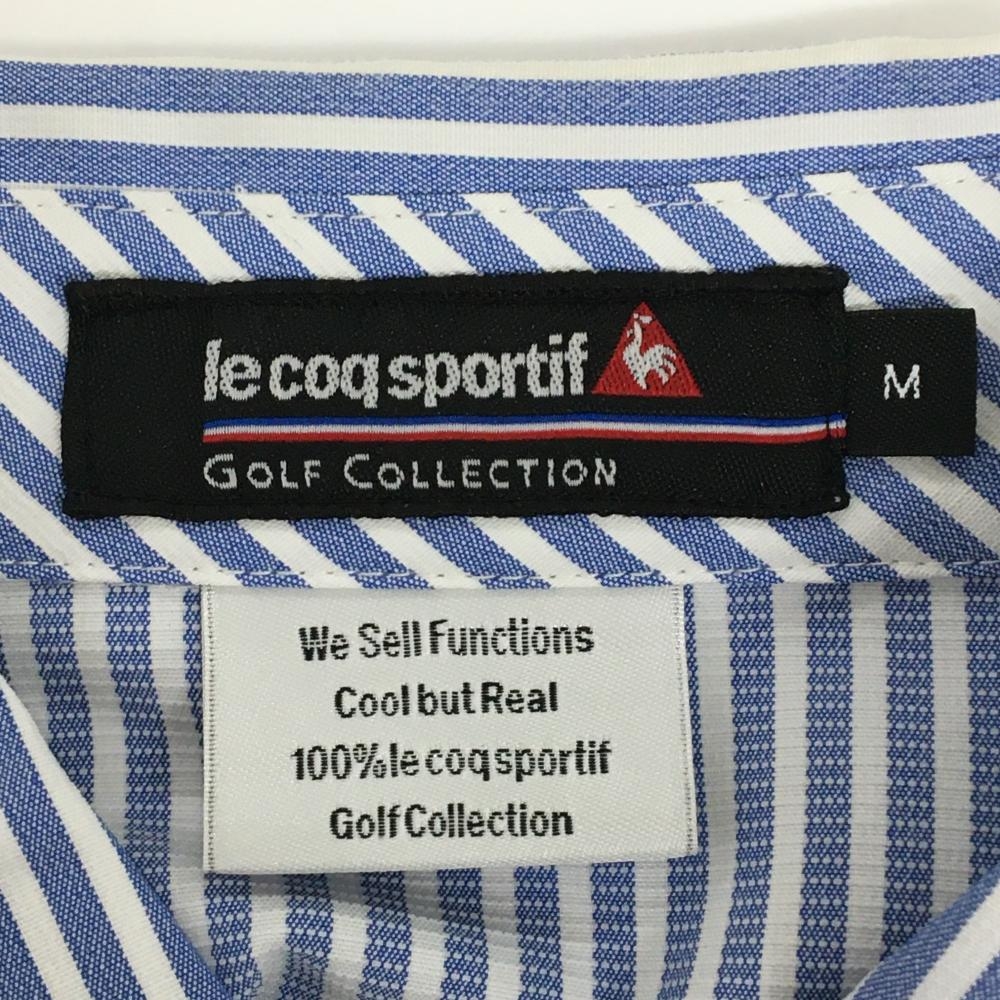 le coq sportif
GOLF COLLECTION
M
We Sell Functions
Cool but Real
100% le coq sportif
Golf Collection